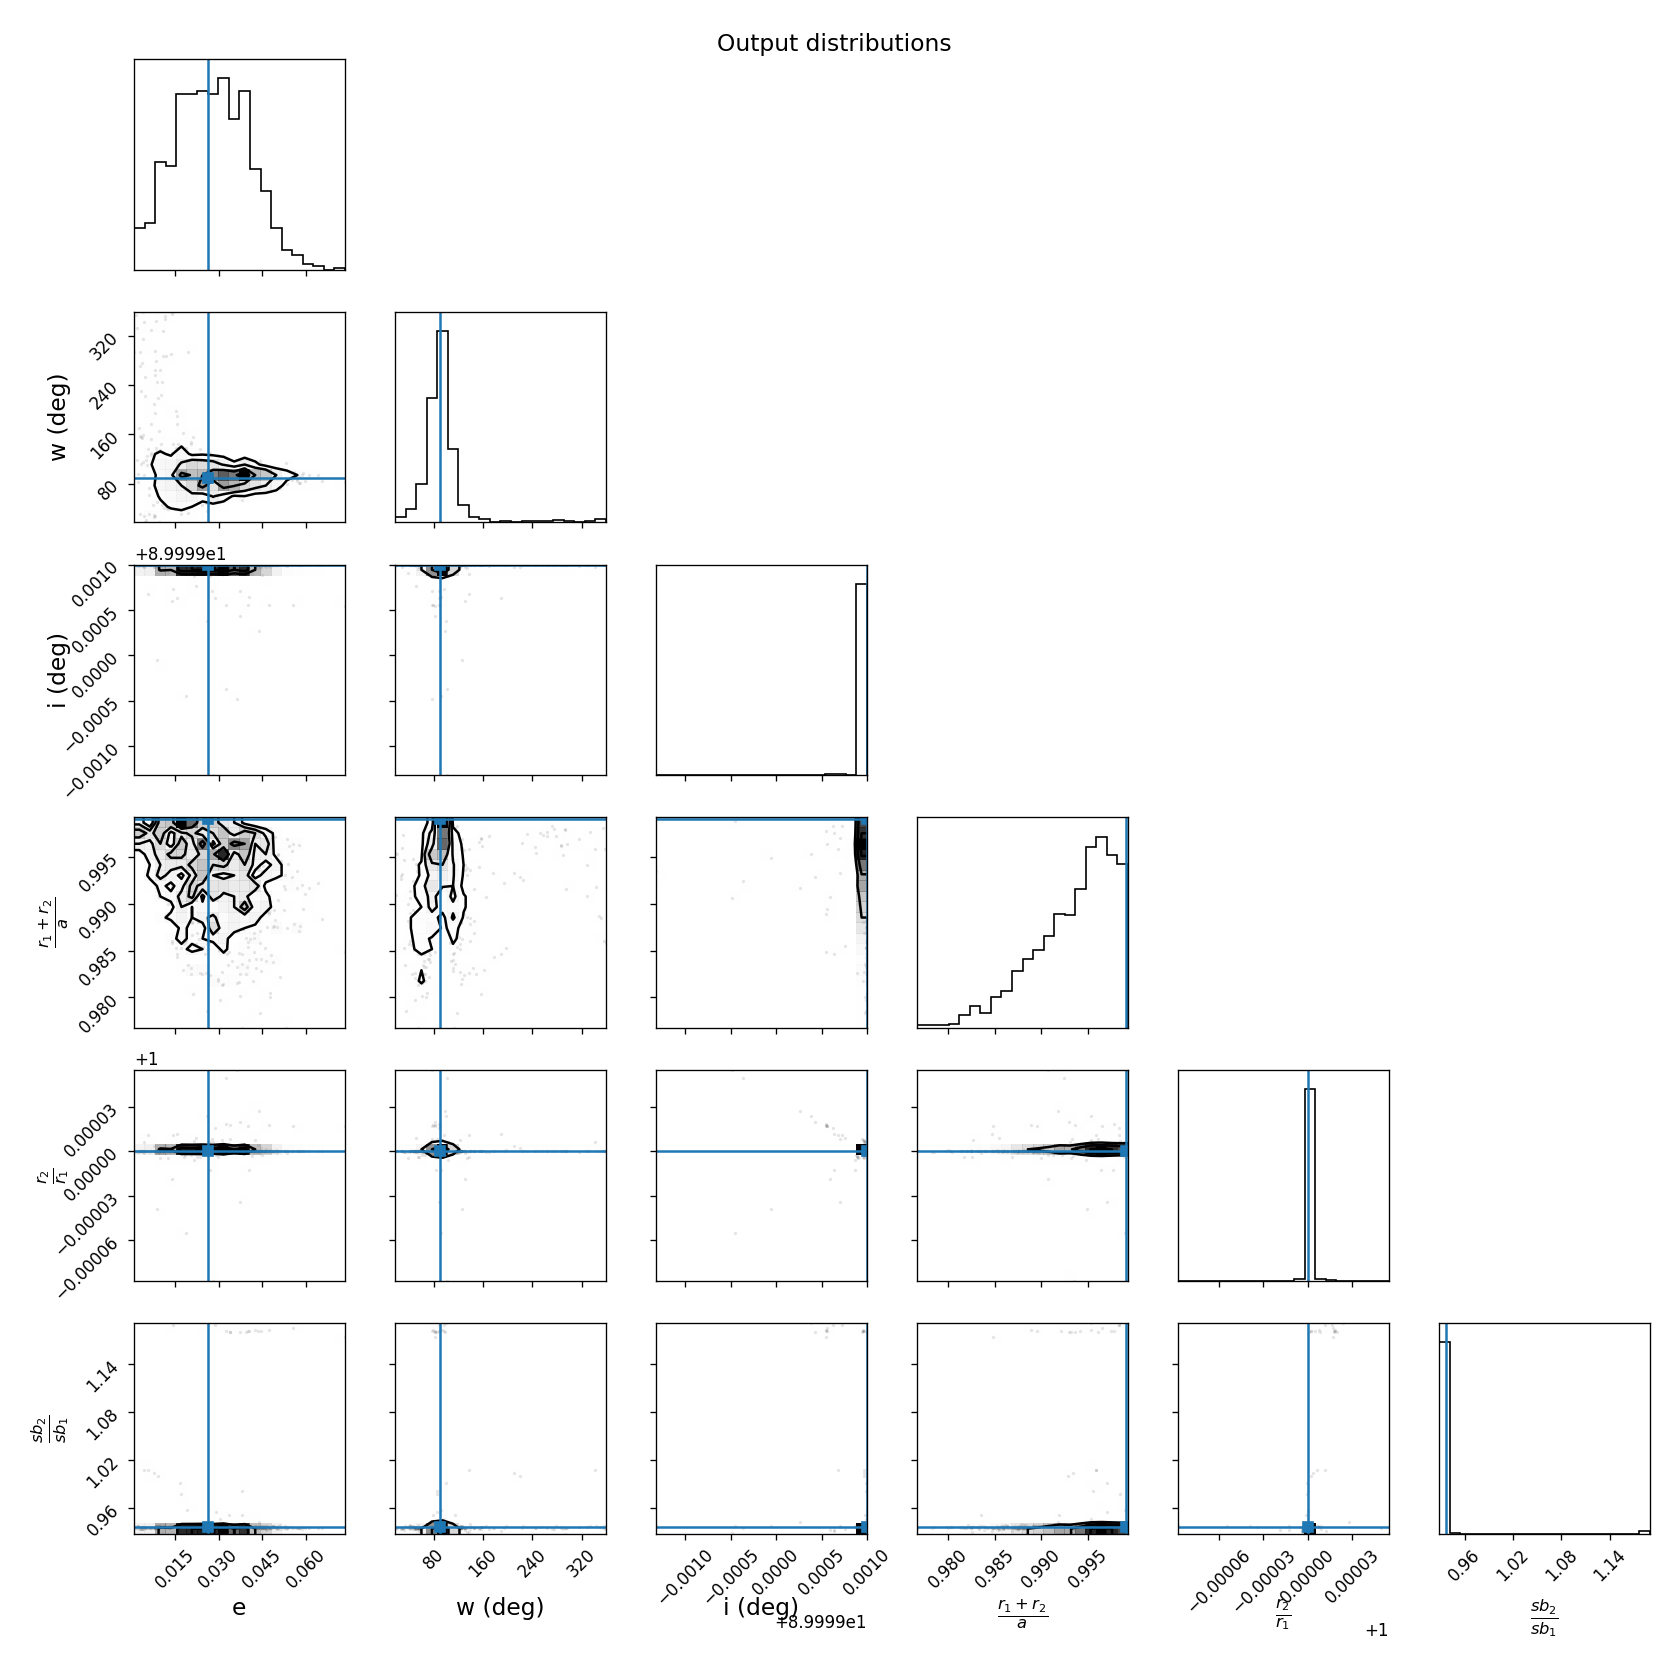 Output distributions
w (deg)
320
240
160
80
+8.9999e1
i (deg)
0.0010
0.0005
0.0000
−0.0005
−0.0010
r₁ + r₂
a
0.995
0.990
0.985
0.980
+1
r₂
r₁
0.00003
0.00000
−0.00003
−0.00006
sb₂
sb₁
1.14
1.08
1.02
0.96
0.015 0.030 0.045 0.060
80 160 240 320
−0.0010 −0.0005 0.0000 0.0005 0.0010
0.980 0.985 0.990 0.995
−0.00006 −0.00003 0.00000 0.00003
0.96 1.02 1.08 1.14
e
w (deg)
i (deg)
+8.9999e1
r₁ + r₂
a
r₂
r₁
+1
sb₂
sb₁